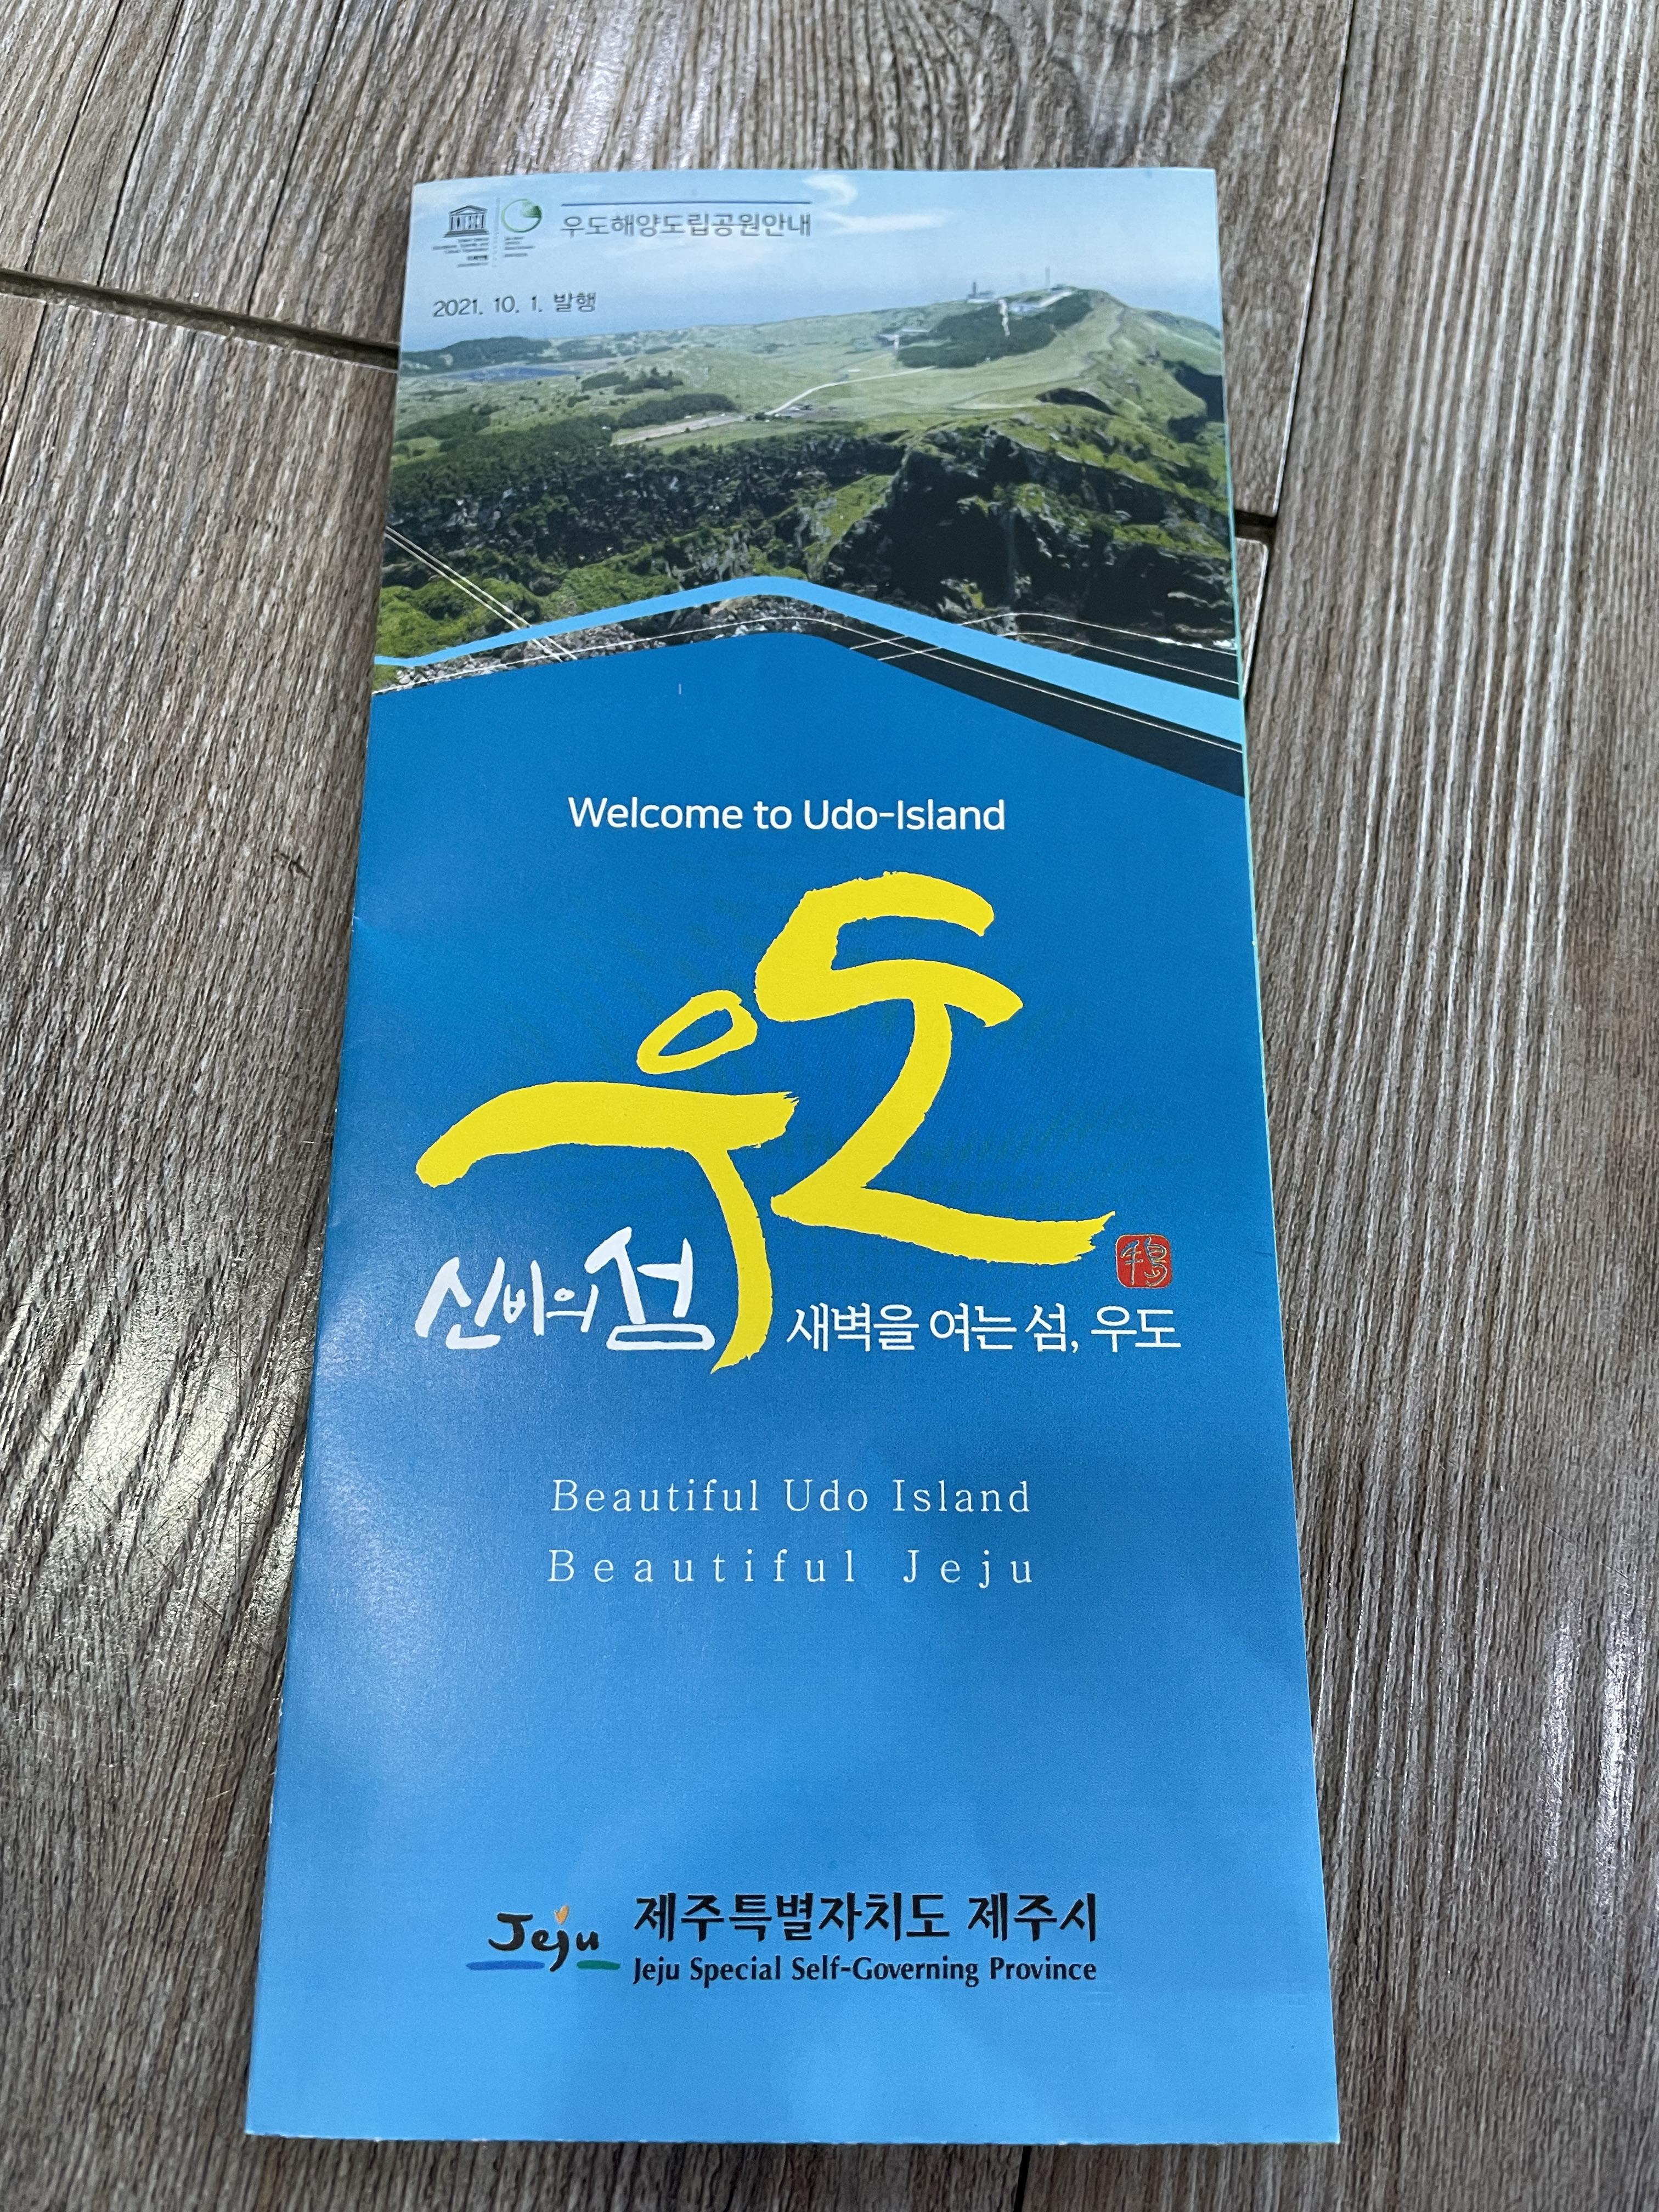 우도해양도립공원안내
2021. 10. 1. 발행
Welcome to Udo-Island
우도
신비의 섬
새벽을 여는 섬, 우도
Beautiful Udo Island
Beautiful Jeju
Jeju
제주특별자치도 제주시
Jeju Special Self-Governing Province